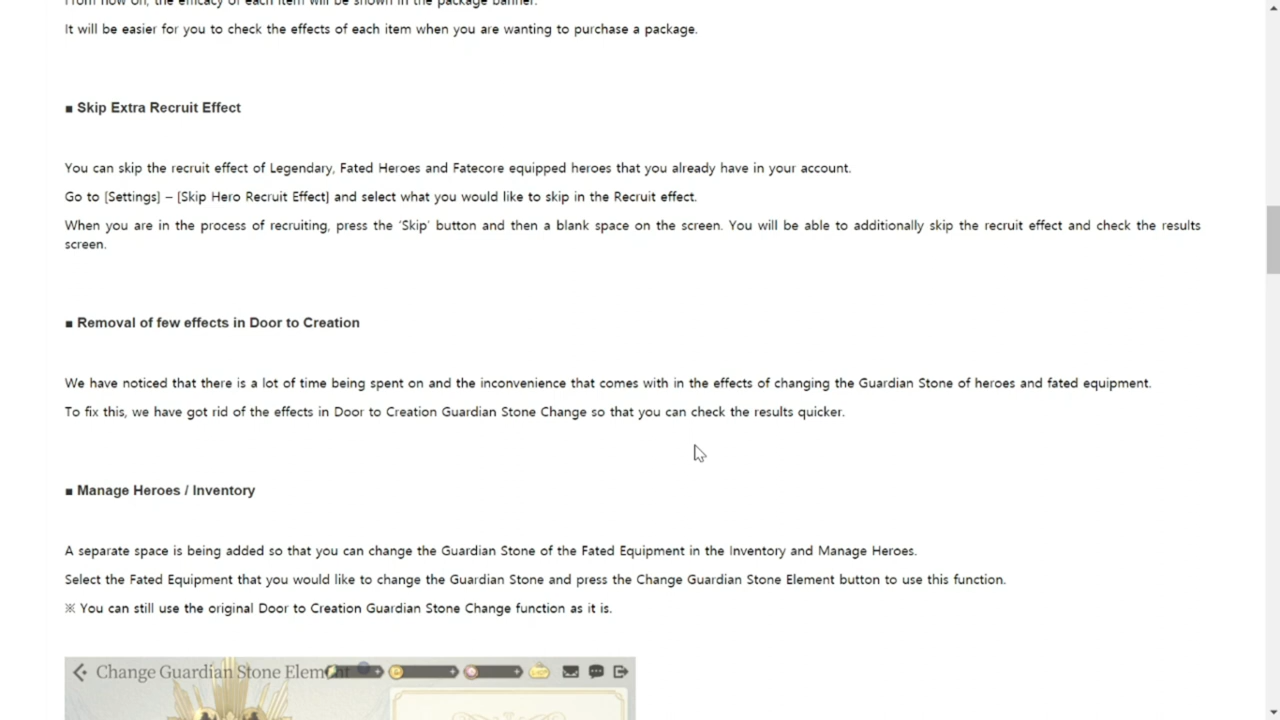 From now on, the efficacy of each item will be shown in the package banner.
It will be easier for you to check the effects of each item when you are wanting to purchase a package.
■ Skip Extra Recruit Effect
You can skip the recruit effect of Legendary, Fated Heroes and Fatecore equipped heroes that you already have in your account.
Go to [Settings] – [Skip Hero Recruit Effect] and select what you would like to skip in the Recruit effect.
When you are in the process of recruiting, press the ‘Skip’ button and then a blank space on the screen. You will be able to additionally skip the recruit effect and check the results
screen.
■ Removal of few effects in Door to Creation
We have noticed that there is a lot of time being spent on and the inconvenience that comes with in the effects of changing the Guardian Stone of heroes and fated equipment.
To fix this, we have got rid of the effects in Door to Creation Guardian Stone Change so that you can check the results quicker.
■ Manage Heroes / Inventory
A separate space is being added so that you can change the Guardian Stone of the Fated Equipment in the Inventory and Manage Heroes.
Select the Fated Equipment that you would like to change the Guardian Stone and press the Change Guardian Stone Element button to use this function.
※ You can still use the original Door to Creation Guardian Stone Change function as it is.
Change Guardian Stone Element